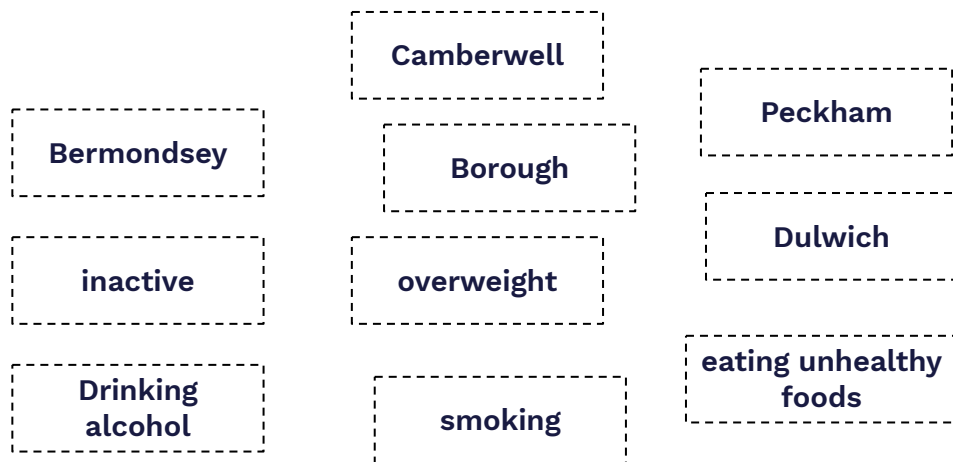 Camberwell
Peckham
Bermondsey
Borough
Dulwich
inactive
overweight
eating unhealthy
foods
Drinking
alcohol
smoking